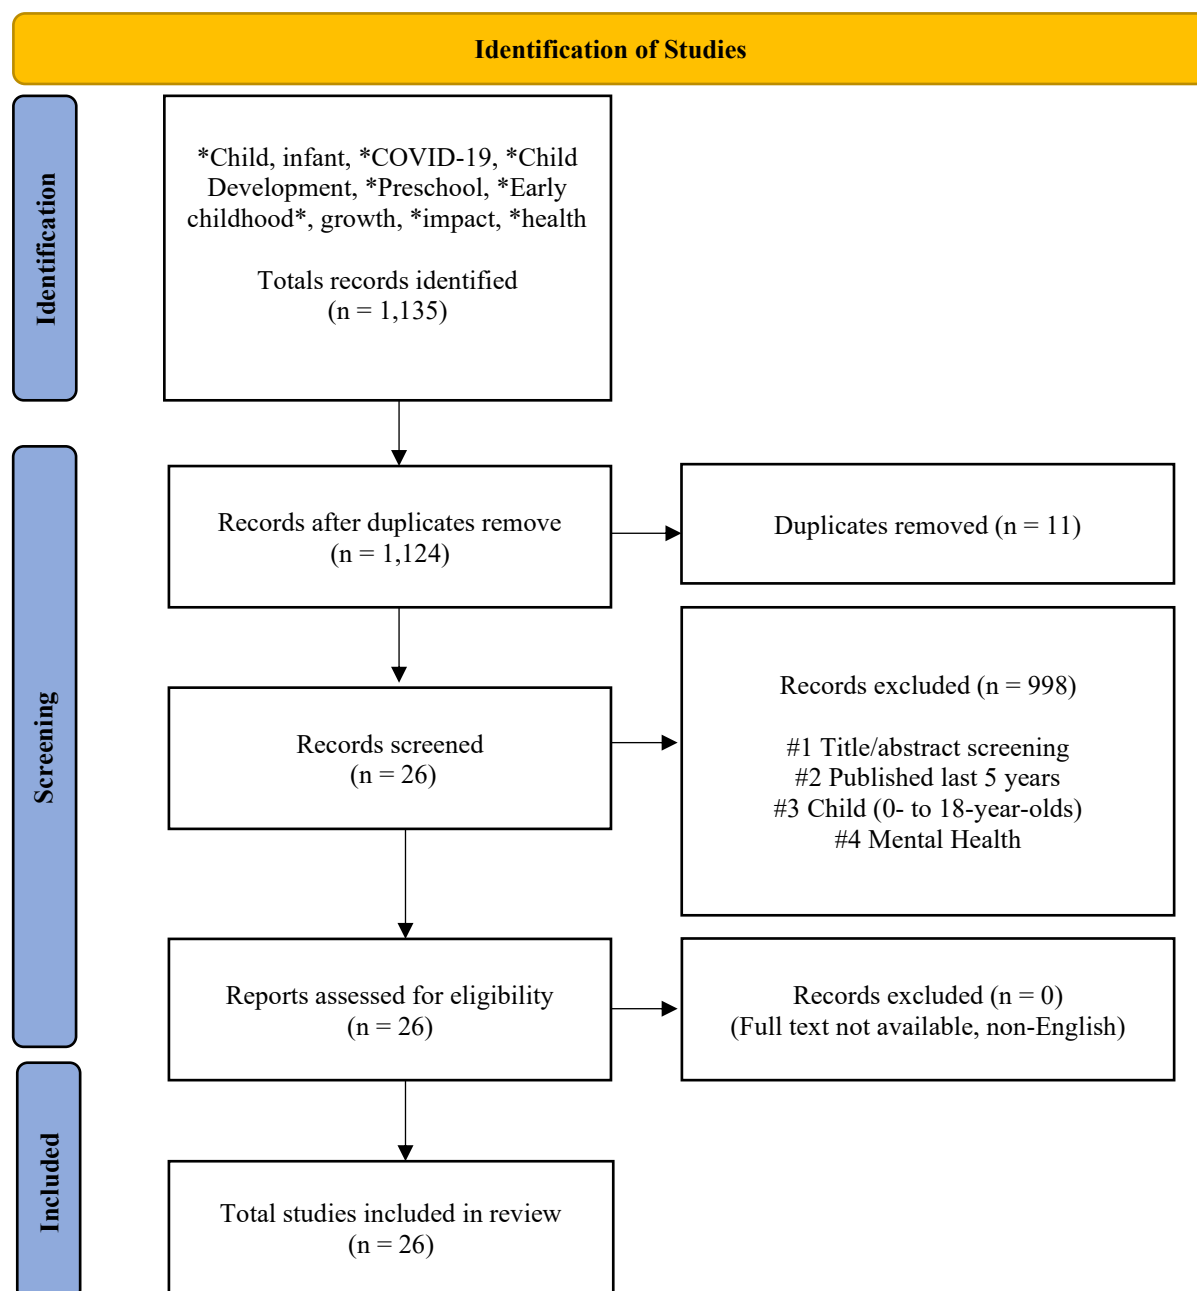 Identification of Studies
Identification
*Child, infant, *COVID-19, *Child
Development, *Preschool, *Early
childhood*, growth, *impact, *health
Totals records identified
(n = 1,135)
Screening
Records after duplicates remove
(n = 1,124)
Duplicates removed (n = 11)
Records screened
(n = 26)
Records excluded (n = 998)
#1 Title/abstract screening
#2 Published last 5 years
#3 Child (0- to 18-year-olds)
#4 Mental Health
Reports assessed for eligibility
(n = 26)
Records excluded (n = 0)
(Full text not available, non-English)
Included
Total studies included in review
(n = 26)